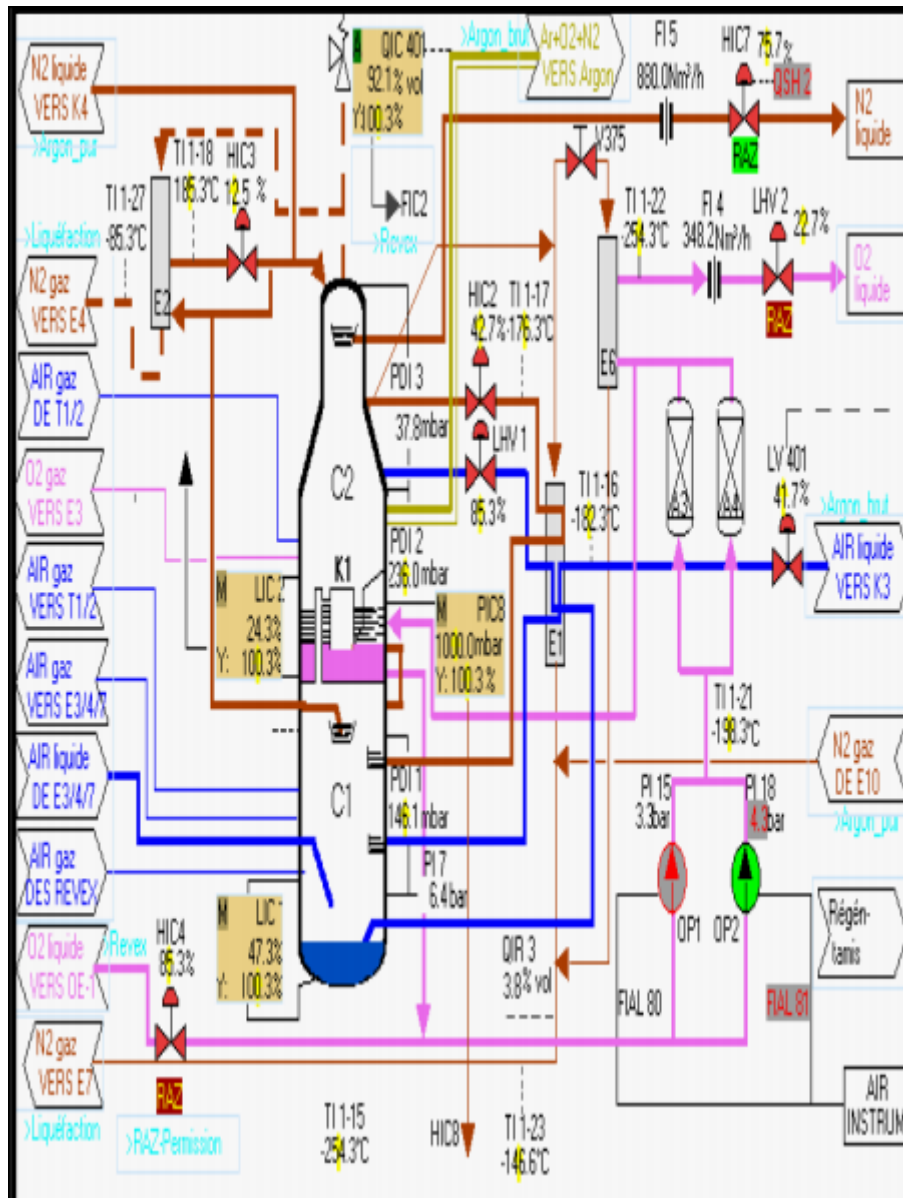 N2 liquide
VERS K4
>Argon_pur
TI 1-27
-85.3°C
>Liquéfaction
N2 gaz
VERS E4
AIR gaz
DE T1/2
O2 gaz
VERS E3
AIR gaz
VERS T1/2
AIR gaz
VERS E3/4/7
AIR liquide
DE E3/4/7
AIR gaz
DES REVEX
O2 liquide
VERS OE-1
>Revex
N2 gaz
VERS E7
>Liquéfaction
TI 1-18
185.3°C
HIC3
12.5 %
E2
A
QIC 401
92.1% vol
Y:100.3%
FIC2
>Revex
>Argon_brut
Ar+O2+N2
VERS Argon
FI 5
880.0Nm³/h
HIC7
75.7%
QSH 2
RAZ
N2
liquide
V375
TI 1-22
-254.3°C
FI 4
348.2Nm³/h
LHV 2
22.7%
RAZ
O2
liquide
E6
HIC2
42.7%
TI 1-17
-176.3°C
PDI 3
37.8mbar
LHV 1
85.3%
C2
TI 1-16
-182.3°C
A3
A4
LV 401
41.7%
>Argon_brut
AIR liquide
VERS K3
PDI 2
236.0mbar
K1
M
LIC 2
24.3%
Y: 100.3%
M
PIC8
1000.0mbar
Y: 100.3 %
E1
TI 1-21
-198.3°C
N2 gaz
DE E10
>Argon_pur
C1
PDI 1
146.1mbar
PI 7
6.4 bar
PI 15
3.3bar
PI 18
4.3bar
OP1
OP2
Régén-
tamis
M
LIC
47.3%
Y: 100.3%
HIC4
85.3%
RAZ
>RAZ-Permission
QIR 3
3.8% vol
FIAL 80
FIAL 81
AIR
INSTRUM
TI 1-15
-254.3°C
HIC8
TI 1-23
-146.6°C